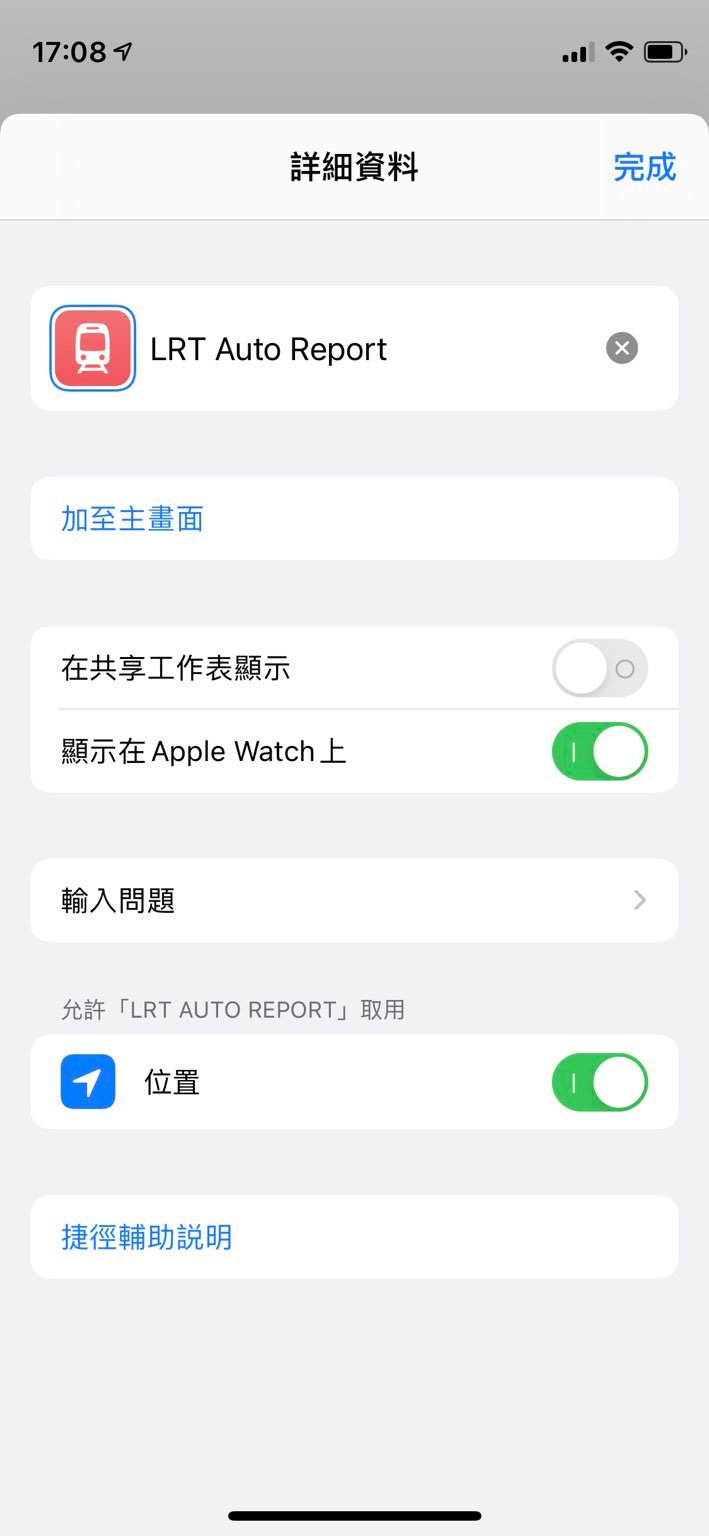 17:08
詳細資料
完成
LRT Auto Report
加至主畫面
在共享工作表顯示
顯示在 Apple Watch 上
輸入問題
允許「LRT AUTO REPORT」取用
位置
捷徑輔助説明